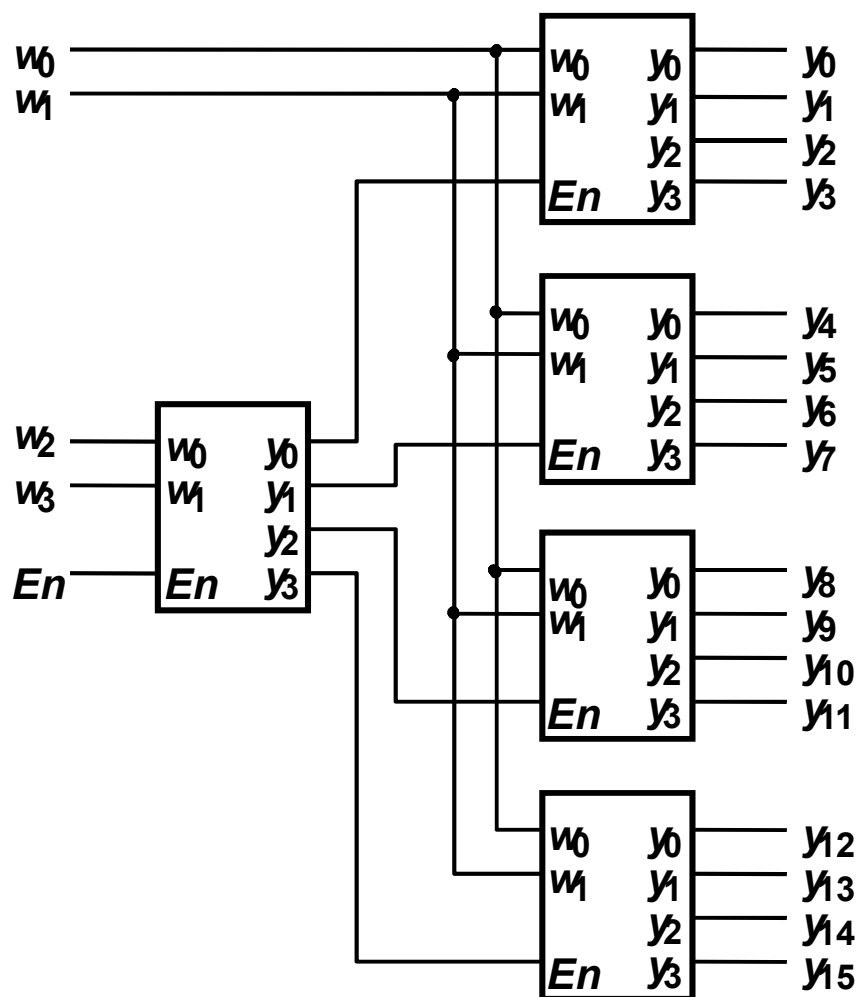 w0 w0 y0 y0
w1 w1 y1 y1
y2 y2
En y3 y3
w0 y0 y4
w1 y1 y5
y2 y6
En y3 y7
w2 w0 y0
w3 w1 y1
y2
En En y3
w0 y0 y8
w1 y1 y9
y2 y10
En y3 y11
w0 y0 y12
w1 y1 y13
y2 y14
En y3 y15